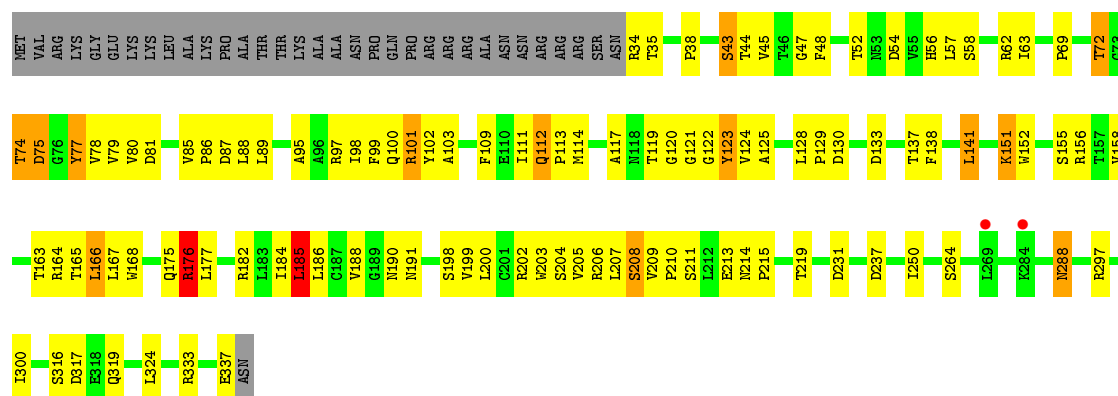 MET VAL ARG LYS GLY GLU LYS LYS LEU ALA LYS PRO ALA THR THR LYS ALA ALA ASN PRO GLN PRO ARG ARG ARG ALA ASN ASN ARG ARG ARG SER ASN R34 T35 P38 S43 T44 V45 T46 G47 F48 T52 N53 D54 V55 H56 L57 S58 R62 I63 P69 T72 G73
T74 D75 G76 Y77 V78 V79 V80 D81 V85 P86 D87 L88 L89 A95 A96 R97 I98 F99 Q100 R101 Y102 A103 F109 E110 I111 Q112 P113 M114 A117 N118 T119 G120 G121 G122 Y123 V124 A125 L128 P129 D130 D133 T137 F138 L141 K151 W152 S155 R156 T157 V158
T163 R164 T165 L166 L167 W168 Q175 R176 L177 R182 L183 I184 L185 L186 C187 V188 G189 N190 N191 S198 V199 L200 C201 R202 W203 S204 V205 R206 L207 S208 V209 P210 S211 L212 E213 N214 P215 T219 D231 D237 I250 S264 L269 K284 N288 R297
I300 S316 D317 E318 Q319 L324 R333 E337 ASN